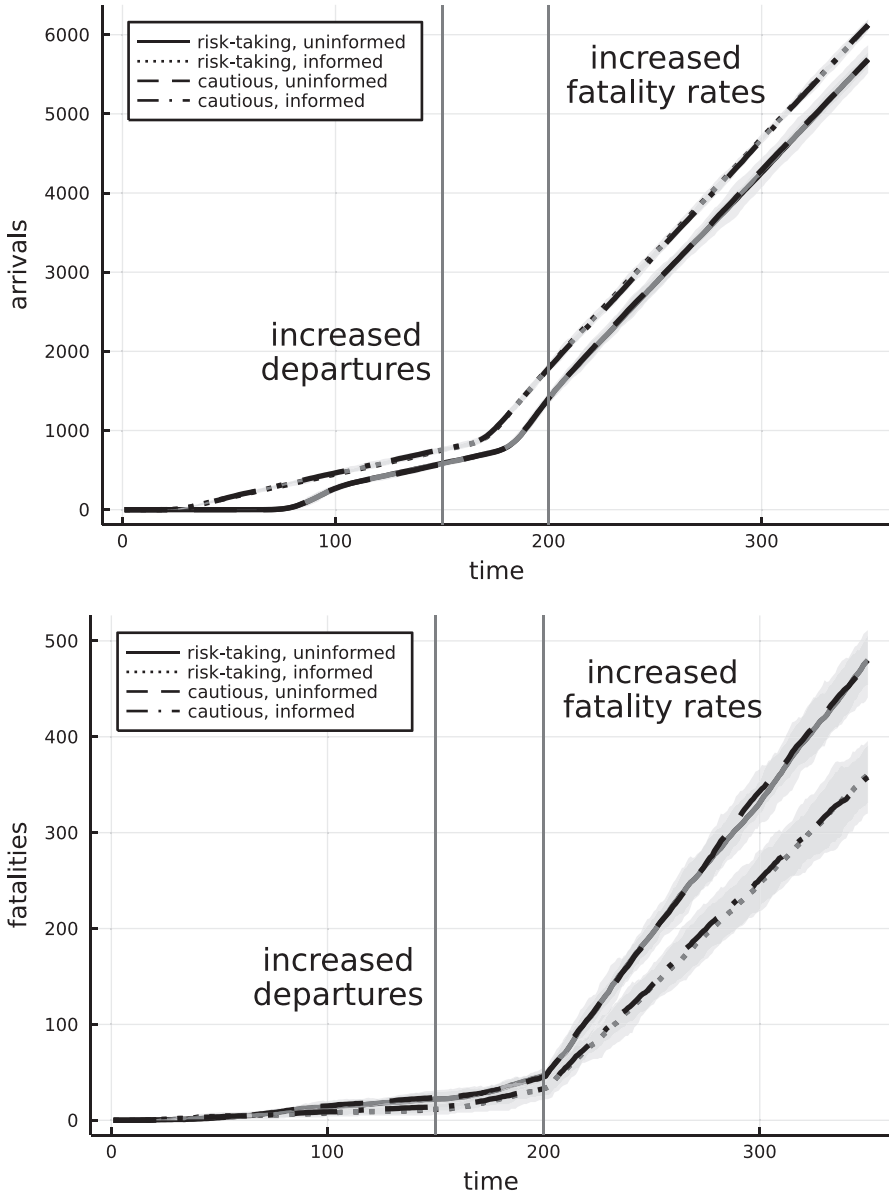 6000
5000
4000
3000
2000
1000
0
arrivals
risk-taking, uninformed
risk-taking, informed
cautious, uninformed
cautious, informed
increased
fatality rates
increased
departures
0
100
200
300
time
500
400
300
200
100
0
fatalities
risk-taking, uninformed
risk-taking, informed
cautious, uninformed
cautious, informed
increased
fatality rates
increased
departures
0
100
200
300
time